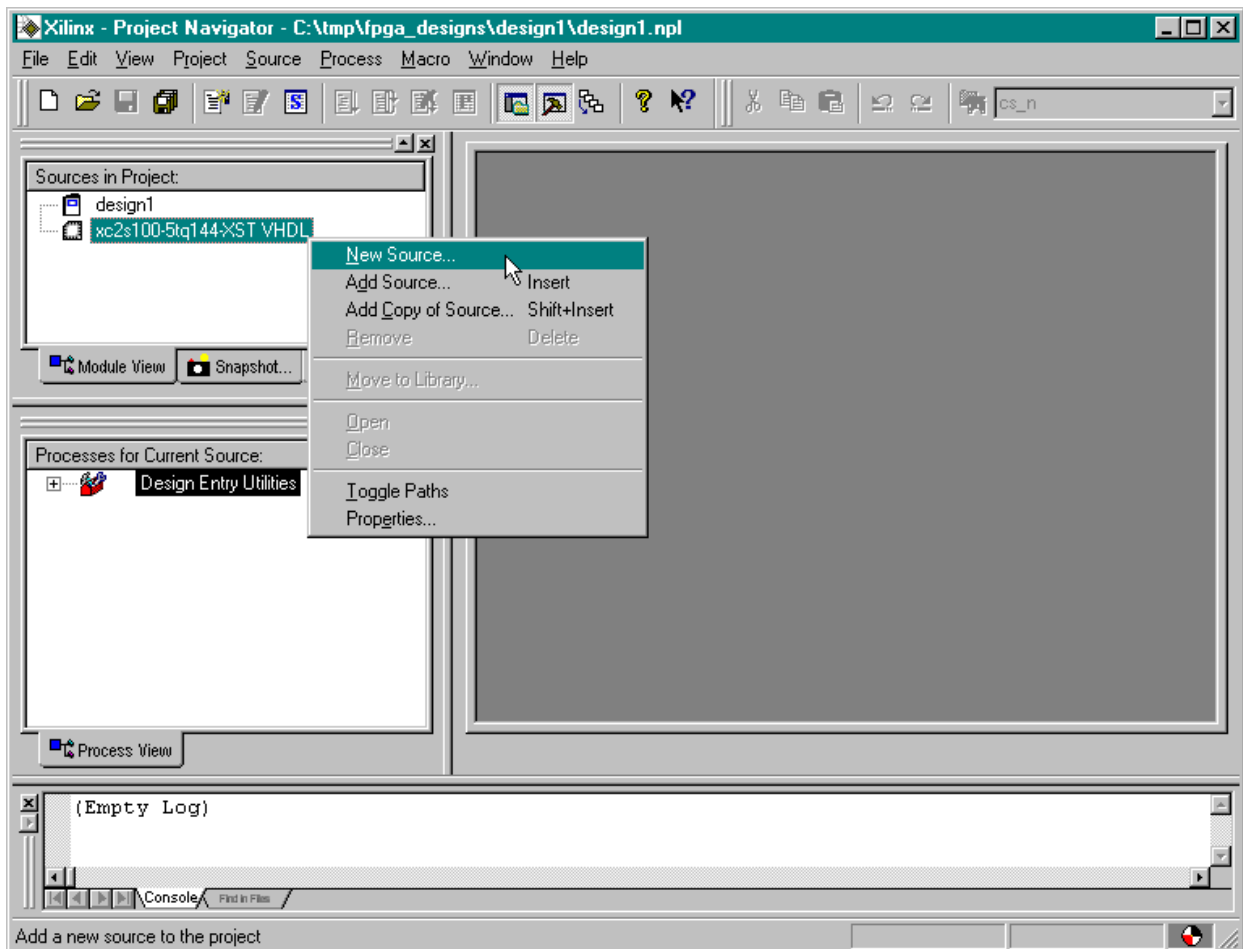 Xilinx - Project Navigator - C:\tmp\fpga_designs\design1\design1.npl
File Edit View Project Source Process Macro Window Help
S cs_n
Sources in Project:
design1
xc2s100-5tq144-XST VHDL
New Source...
Add Source... Insert
Add Copy of Source... Shift+Insert
Remove Delete
Move to Library...
Open
Close
Toggle Paths
Properties...
Module View Snapshot...
Processes for Current Source:
Design Entry Utilities
Process View
(Empty Log)
Console Find in Files
Add a new source to the project